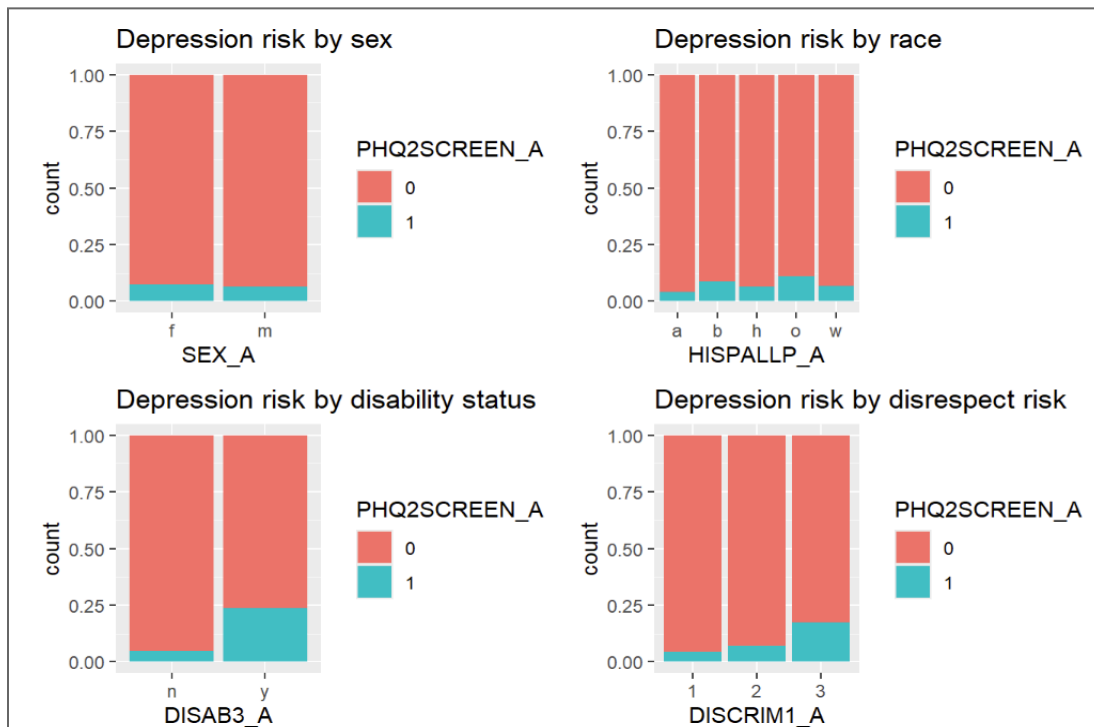 Depression risk by sex
1.00
0.75
0.50
0.25
0.00
count
f m
SEX_A
PHQ2SCREEN_A
0
1
Depression risk by race
1.00
0.75
0.50
0.25
0.00
count
a b h o w
HISPALLP_A
PHQ2SCREEN_A
0
1
Depression risk by disability status
1.00
0.75
0.50
0.25
0.00
count
n y
DISAB3_A
PHQ2SCREEN_A
0
1
Depression risk by disrespect risk
1.00
0.75
0.50
0.25
0.00
count
1 2 3
DISCRIM1_A
PHQ2SCREEN_A
0
1